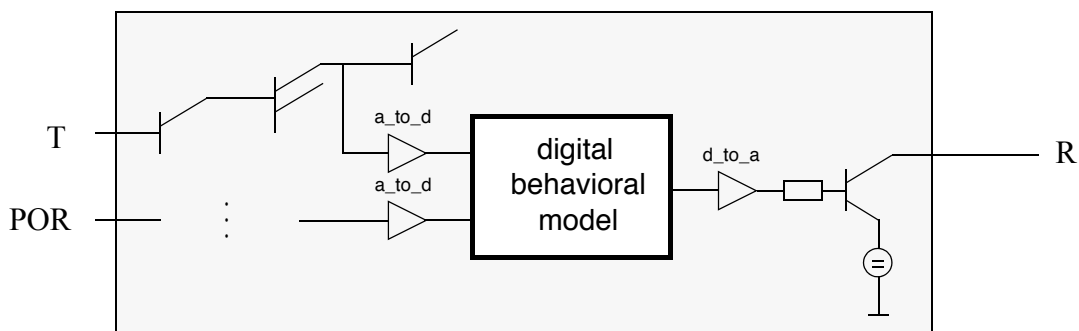 T
POR
a_to_d
a_to_d
digital
behavioral
model
d_to_a
R